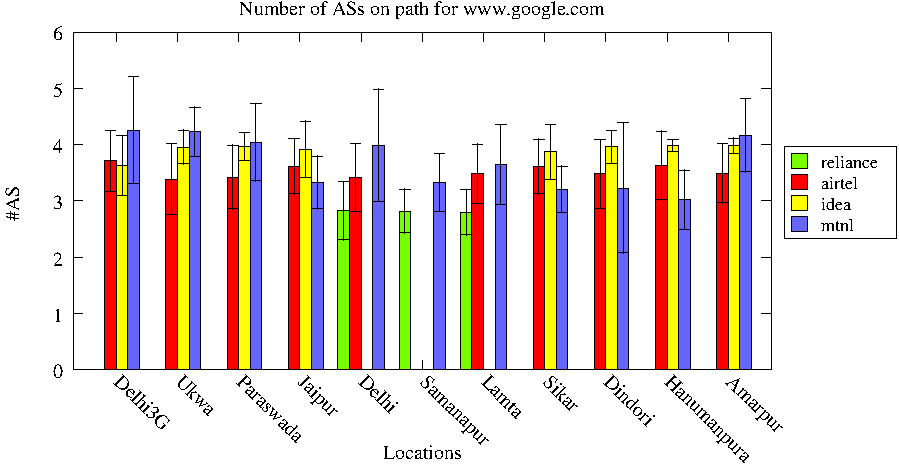 Number of ASs on path for www.google.com
6
5
4
3
2
1
0
#AS
reliance
airtel
idea
mtnl
Delhi3G
Ukwa
Paraswada
Jaipur
Delhi
Samanapur
Lamta
Sikar
Dindori
Hanumanpura
Amarpur
Locations